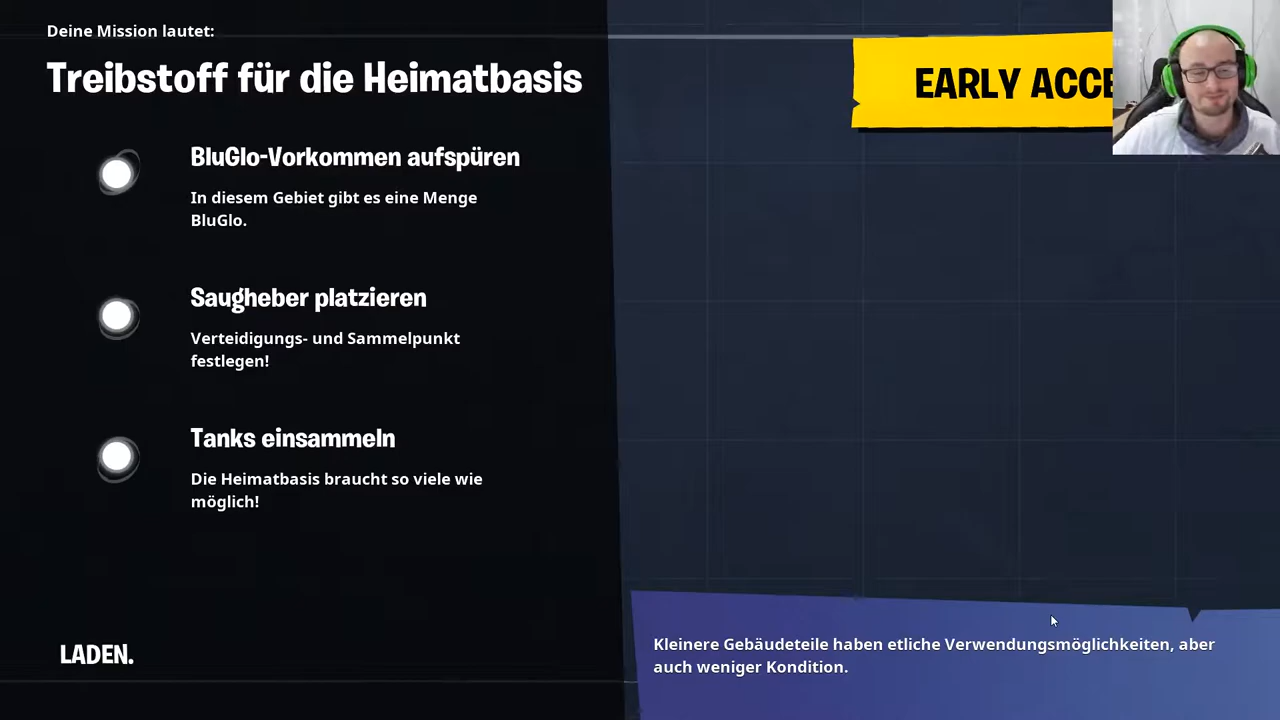 Deine Mission lautet:
Treibstoff für die Heimatbasis
EARLY ACCE
BluGlo-Vorkommen aufspüren
In diesem Gebiet gibt es eine Menge
BluGlo.
Saugheber platzieren
Verteidigungs- und Sammelpunkt
festlegen!
Tanks einsammeln
Die Heimatbasis braucht so viele wie
möglich!
LADEN.
Kleinere Gebäudeteile haben etliche Verwendungsmöglichkeiten, aber
auch weniger Kondition.